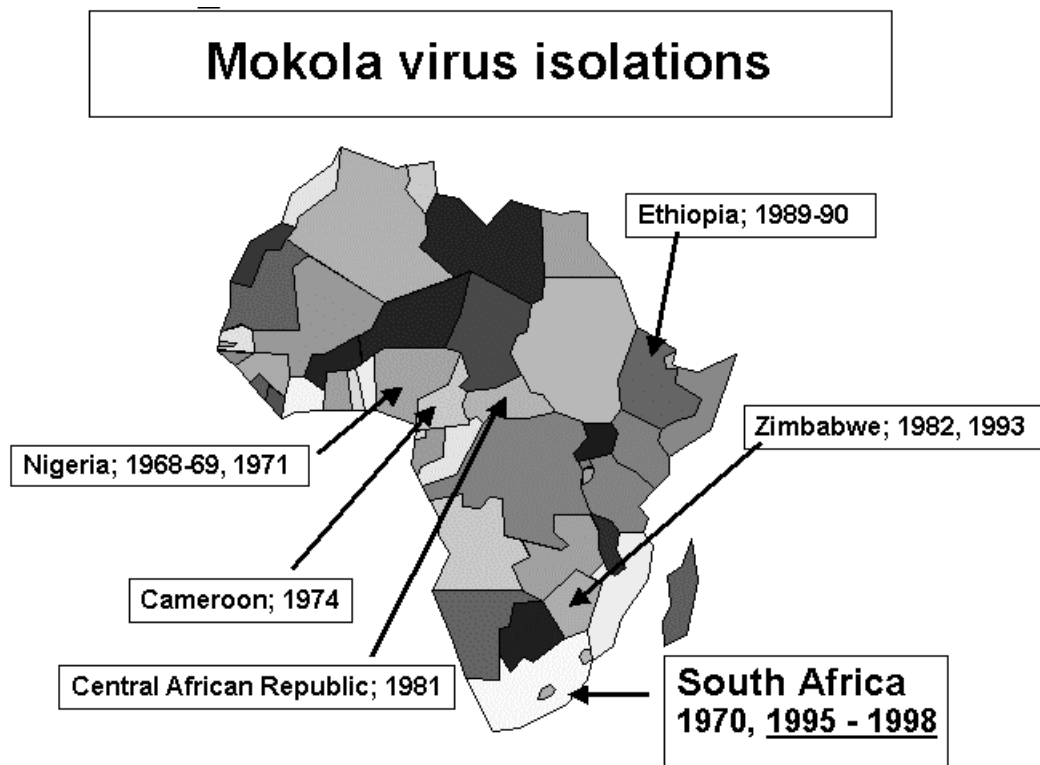 Mokola virus isolations
Ethiopia; 1989-90
Zimbabwe; 1982, 1993
Nigeria; 1968-69, 1971
Cameroon; 1974
Central African Republic; 1981
South Africa
1970, 1995 - 1998